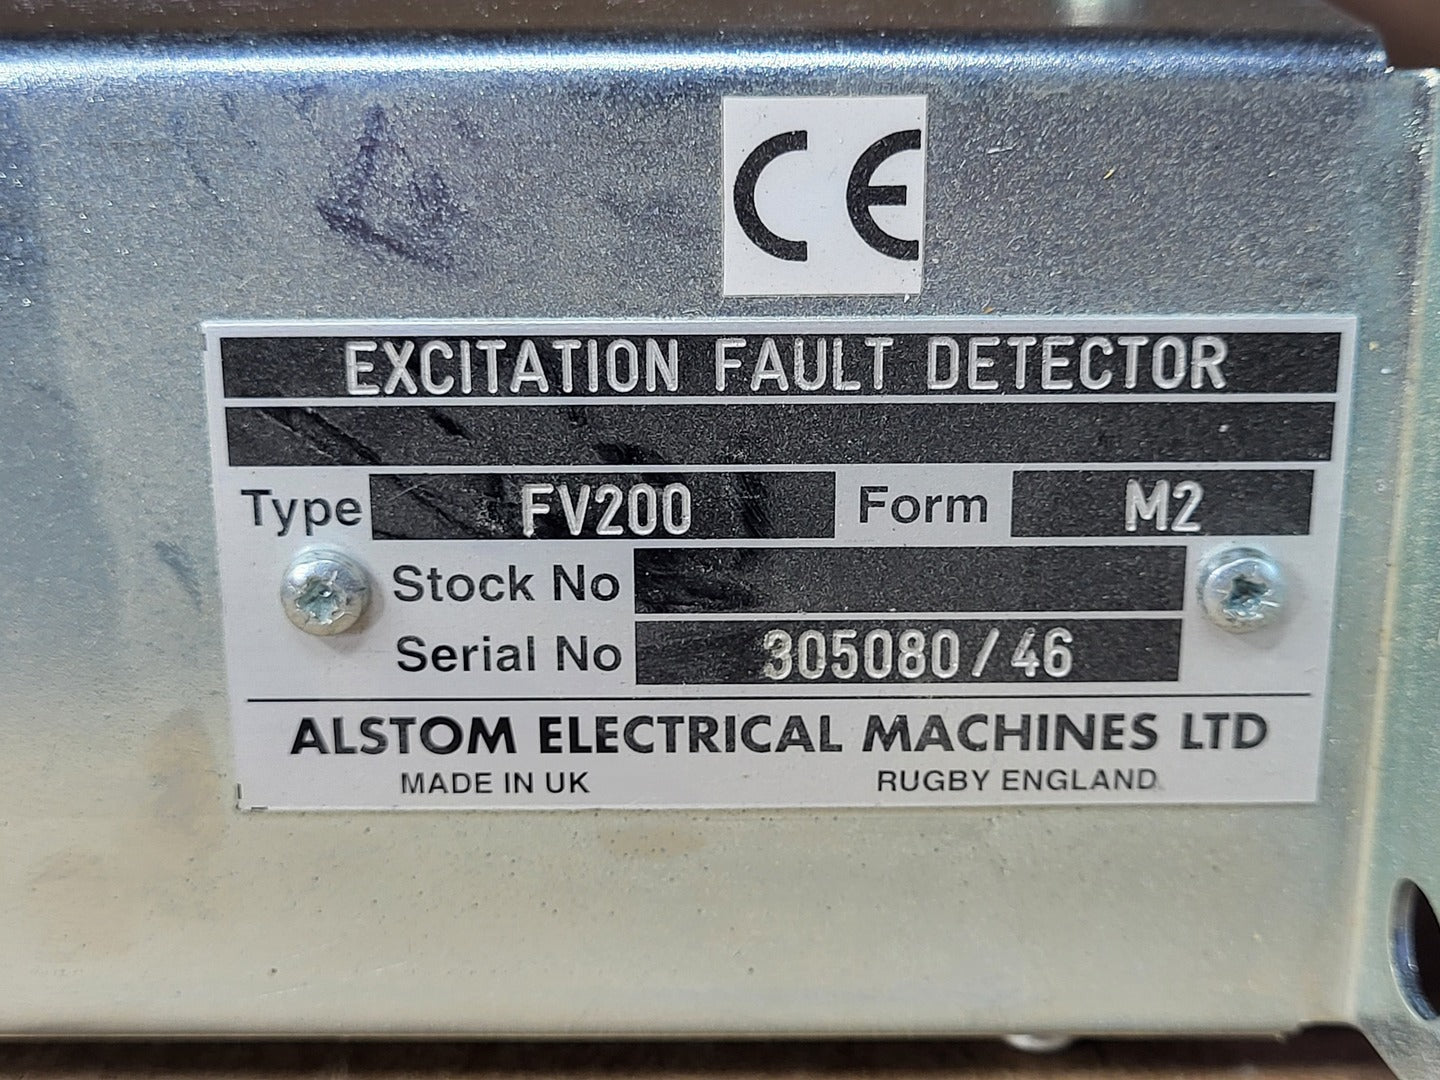 CE
EXCITATION FAULT DETECTOR
Type FV200 Form M2
Stock No
Serial No 305080/46
ALSTOM ELECTRICAL MACHINES LTD
MADE IN UK RUGBY ENGLAND